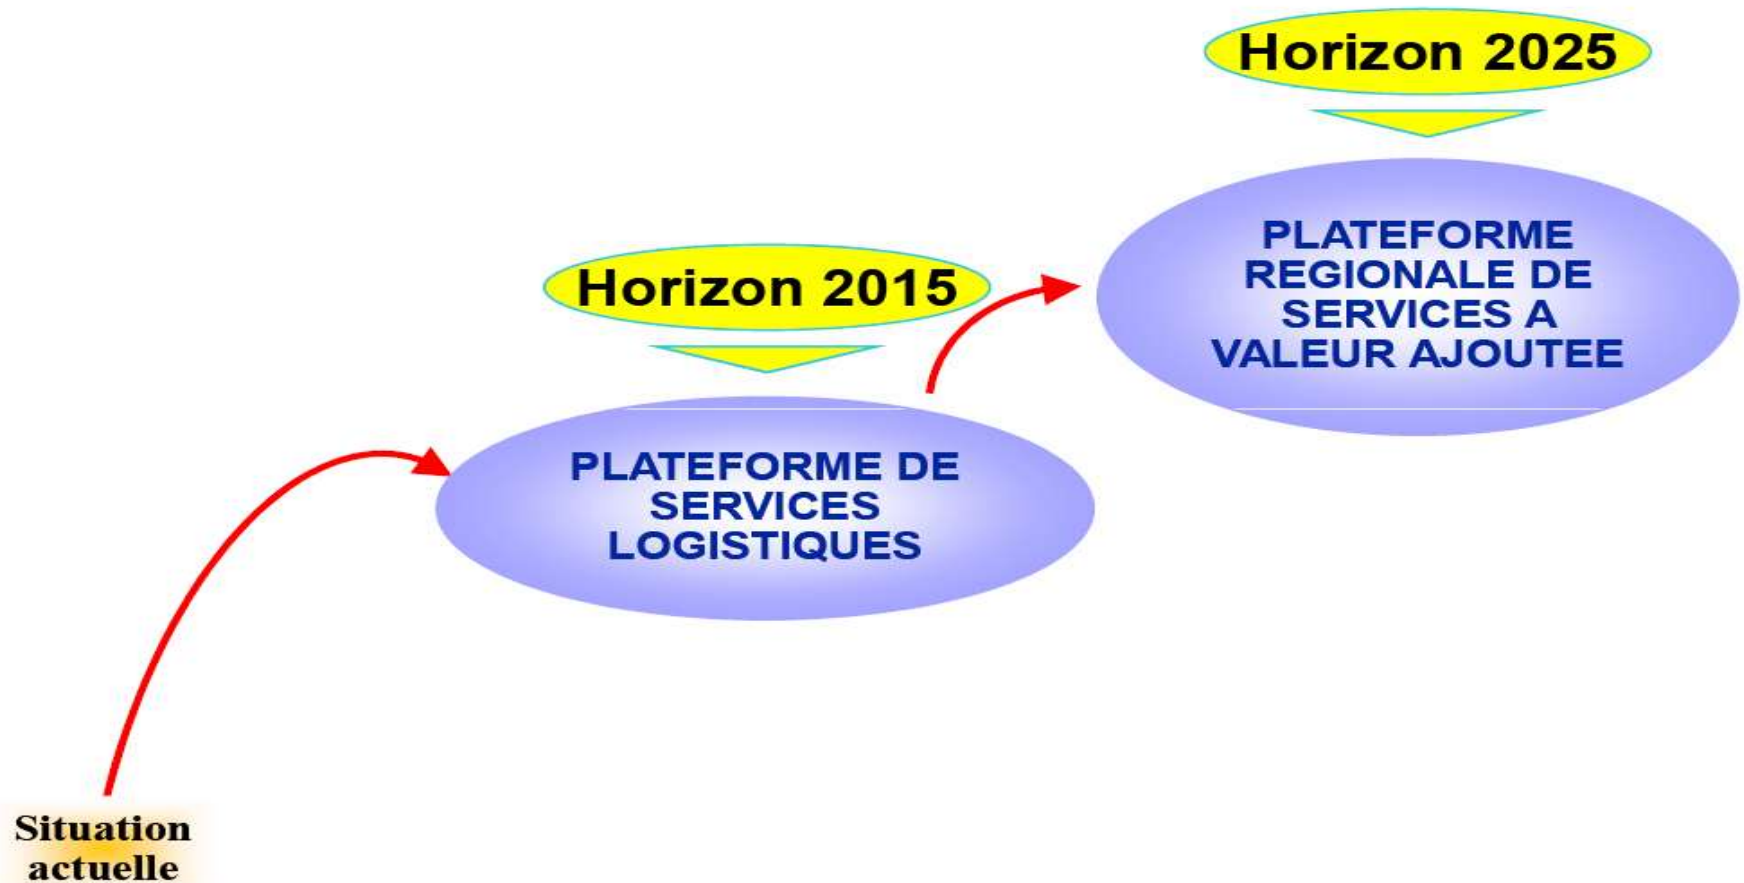 Horizon 2025
PLATEFORME
REGIONALE DE
SERVICES A
VALEUR AJOUTEE
Horizon 2015
PLATEFORME DE
SERVICES
LOGISTIQUES
Situation
actuelle